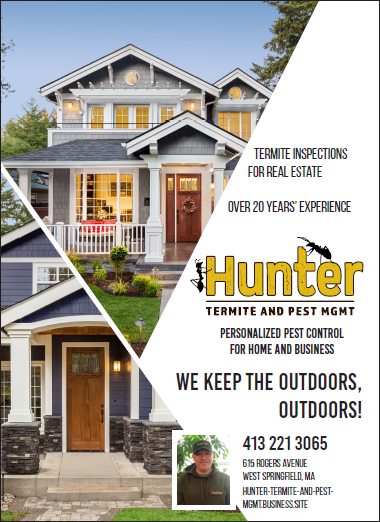 TERMITE INSPECTIONS
FOR REAL ESTATE
OVER 20 YEARS' EXPERIENCE
Hunter
TERMITE AND PEST MGMT
PERSONALIZED PEST CONTROL
FOR HOME AND BUSINESS
WE KEEP THE OUTDOORS,
OUTDOORS!
413 221 3065
615 ROGERS AVENUE
WEST SPRINGFIELD, MA
HUNTER-TERMITE-AND-PEST-
MGMT.BUSINESS.SITE